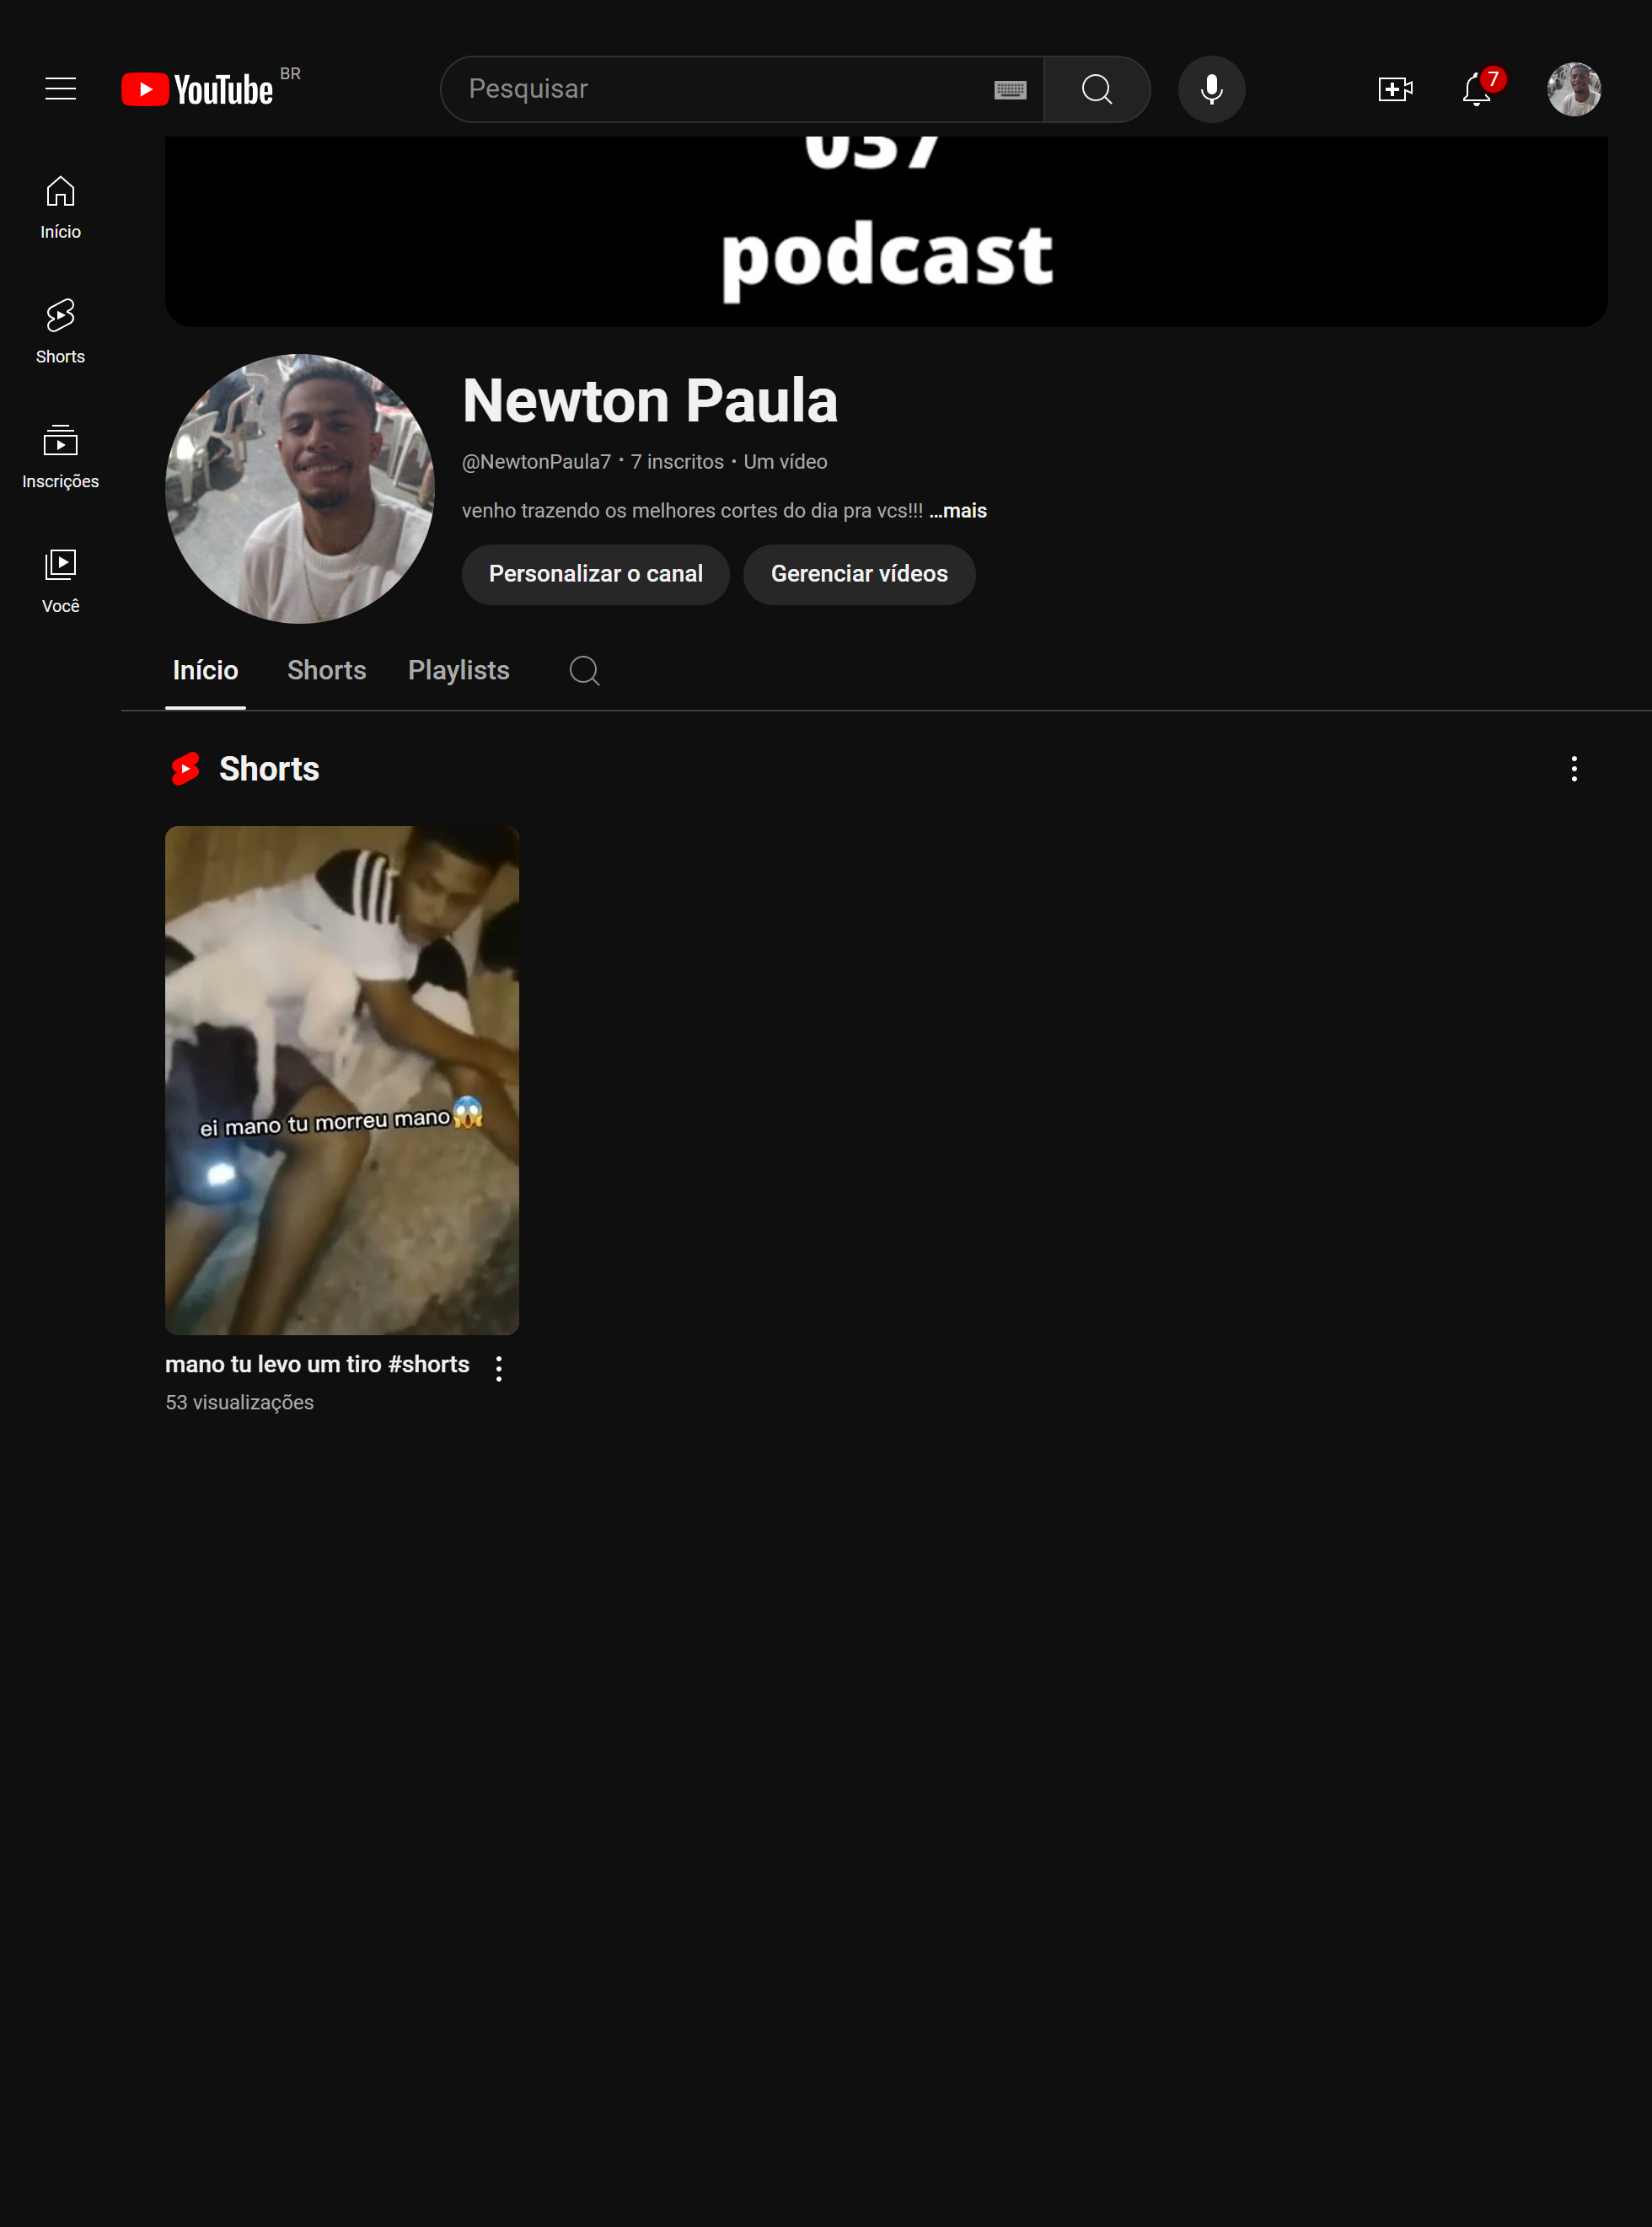 YouTube BR
Pesquisar
7
037
podcast
Início
Shorts
Inscrições
Você
Newton Paula
@NewtonPaula7 • 7 inscritos • Um vídeo
venho trazendo os melhores cortes do dia pra vcs!!! ...mais
Personalizar o canal
Gerenciar vídeos
Início
Shorts
Playlists
Shorts
ei mano tu morreu mano😱
mano tu levo um tiro #shorts
53 visualizações